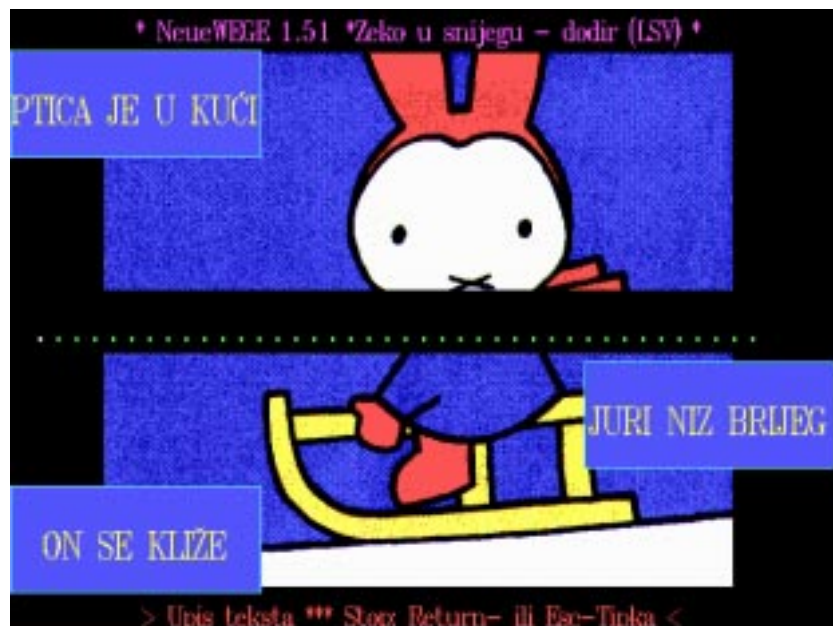 * NeueWEGE 1.51 *Zeko u snijegu - dodir (LSV) *
PTICA JE U KUĆI
JURI NIZ BRIJEG
ON SE KLIŽE
> Upis teksta *** Stop: Return- ili Esc-Tipka <